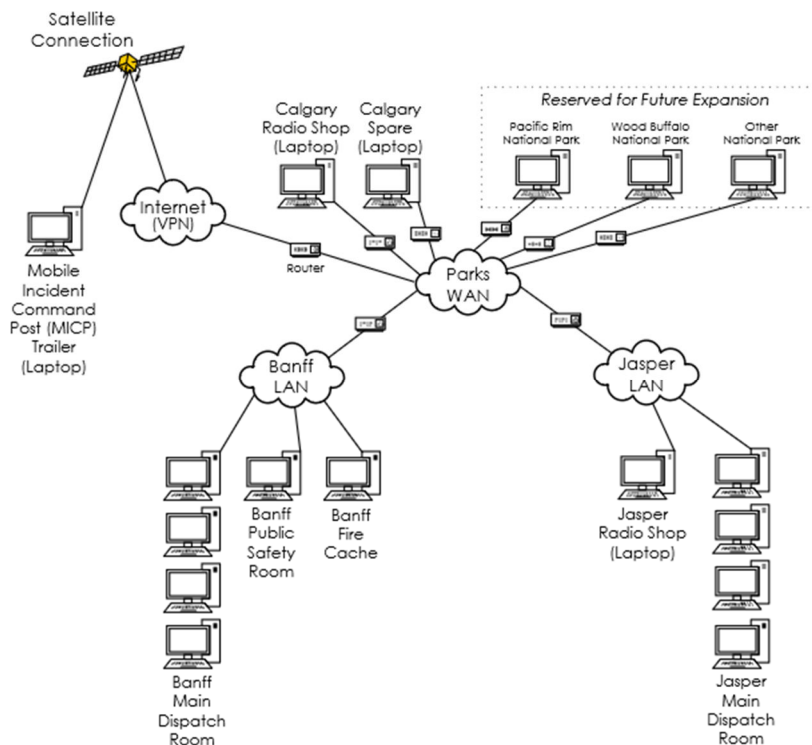 Satellite
Connection
Calgary
Radio Shop
(Laptop)
Calgary
Spare
(Laptop)
Reserved for Future Expansion
Pacific Rim
National Park
Wood Buffalo
National Park
Other
National Park
Internet
(VPN)
Router
Parks
WAN
Mobile
Incident
Command
Post (MICP)
Trailer
(Laptop)
Banff
LAN
Jasper
LAN
Banff
Public
Safety
Room
Banff
Fire
Cache
Jasper
Radio Shop
(Laptop)
Banff
Main
Dispatch
Room
Jasper
Main
Dispatch
Room